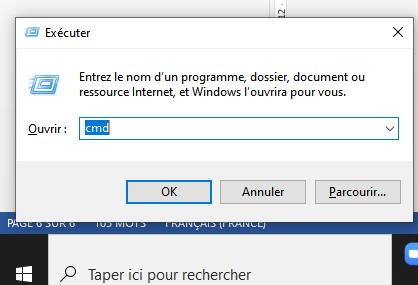 12
Exécuter
Entrez le nom d'un programme, dossier, document ou
ressource Internet, et Windows l'ouvrira pour vous.
Ouvrir :
cmd
OK
Annuler
Parcourir...
PAGE 6 SUR 6
105 MOTS
FRANÇAIS (FRANCE)
Taper ici pour rechercher